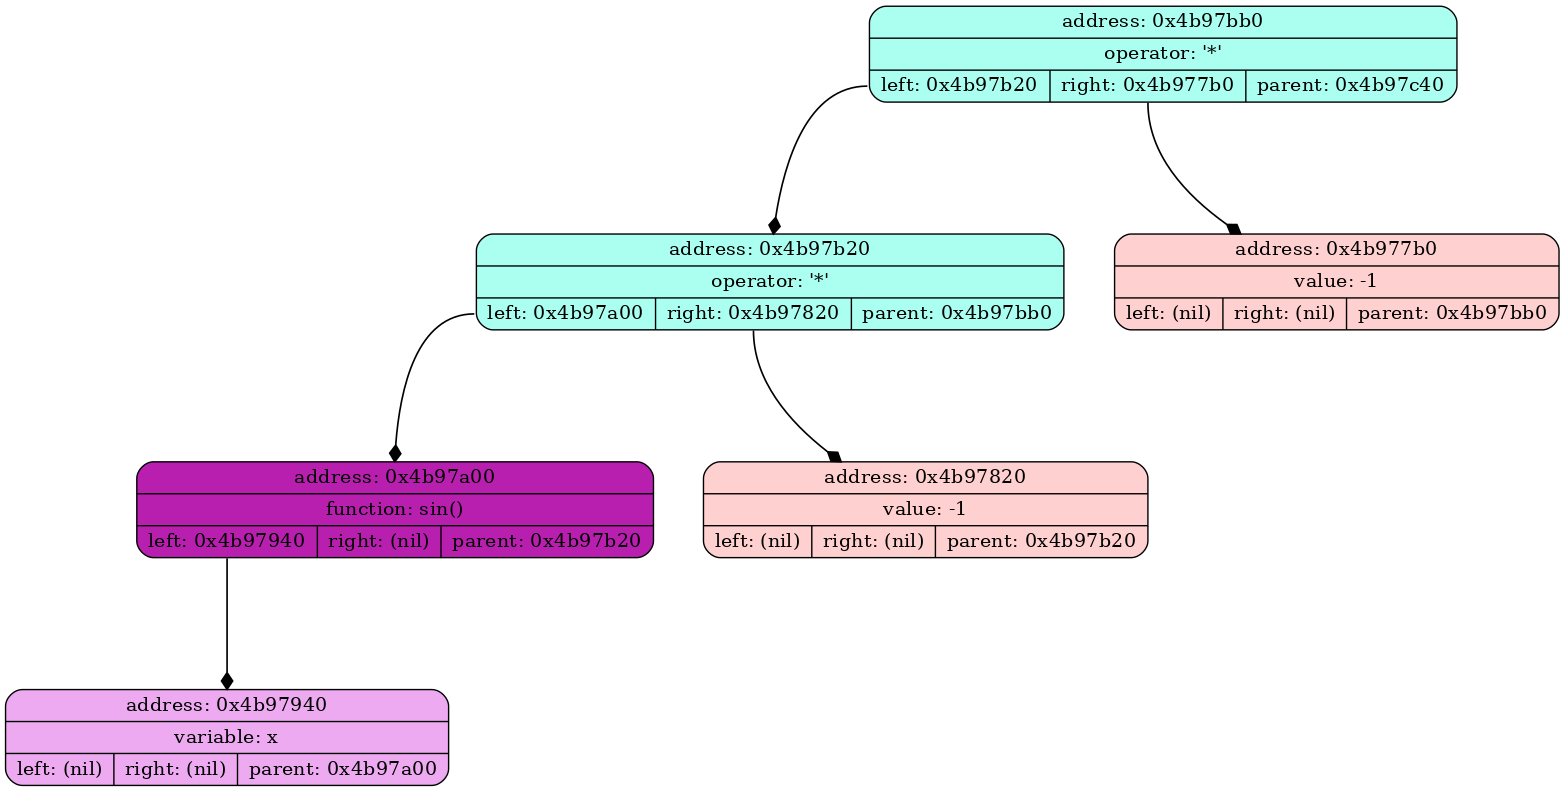 address: 0x4b97bb0
operator: '*'
left: 0x4b97b20 right: 0x4b977b0 parent: 0x4b97c40
address: 0x4b97b20
operator: '*'
left: 0x4b97a00 right: 0x4b97820 parent: 0x4b97bb0
address: 0x4b977b0
value: -1
left: (nil) right: (nil) parent: 0x4b97bb0
address: 0x4b97a00
function: sin()
left: 0x4b97940 right: (nil) parent: 0x4b97b20
address: 0x4b97820
value: -1
left: (nil) right: (nil) parent: 0x4b97b20
address: 0x4b97940
variable: x
left: (nil) right: (nil) parent: 0x4b97a00